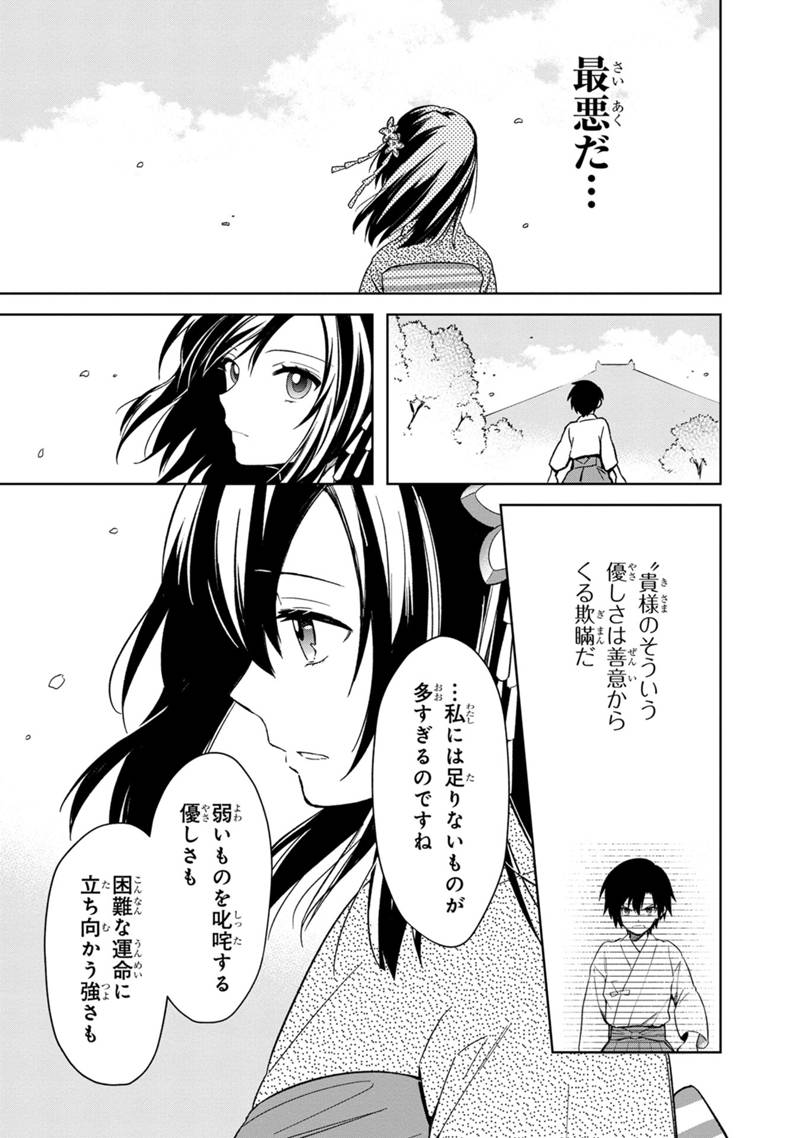 最悪だ…
〝貴様のそういう
優しさは善意から
くる欺瞞だ
…私には足りないものが
多すぎるのですね
弱いものを叱咤する
優しさも
困難な運命に
立ち向かう強さも